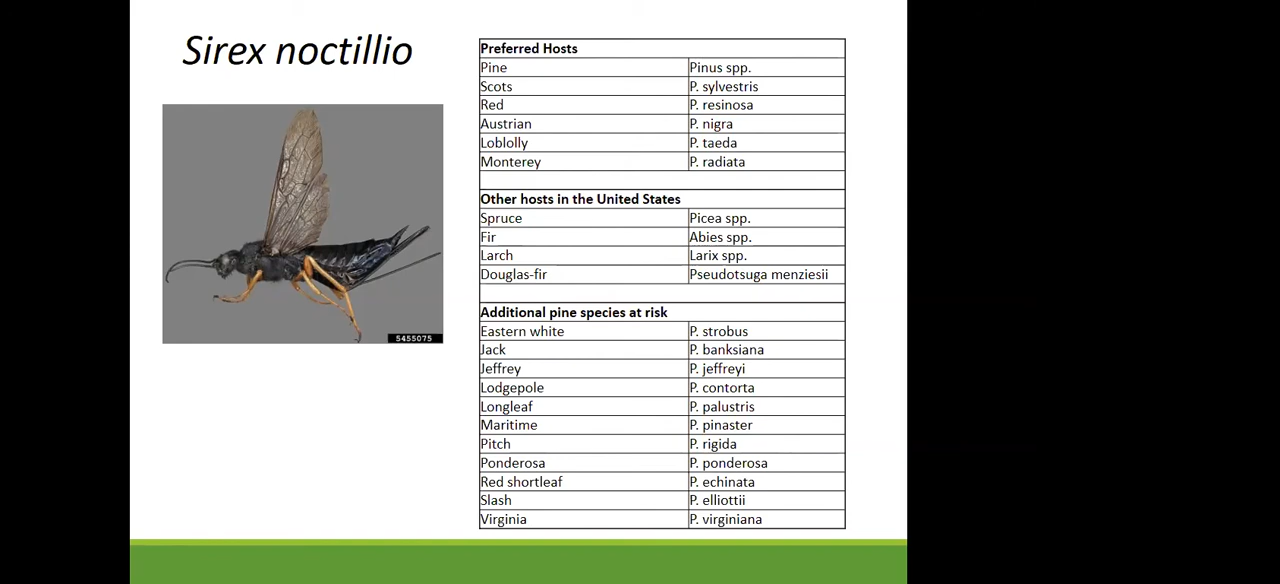 Sirex noctillio
5455075
Preferred Hosts
Pine Pinus spp.
Scots P. sylvestris
Red P. resinosa
Austrian P. nigra
Loblolly P. taeda
Monterey P. radiata
Other hosts in the United States
Spruce Picea spp.
Fir Abies spp.
Larch Larix spp.
Douglas-fir Pseudotsuga menziesii
Additional pine species at risk
Eastern white P. strobus
Jack P. banksiana
Jeffrey P. jeffreyi
Lodgepole P. contorta
Longleaf P. palustris
Maritime P. pinaster
Pitch P. rigida
Ponderosa P. ponderosa
Red shortleaf P. echinata
Slash P. elliottii
Virginia P. virginiana